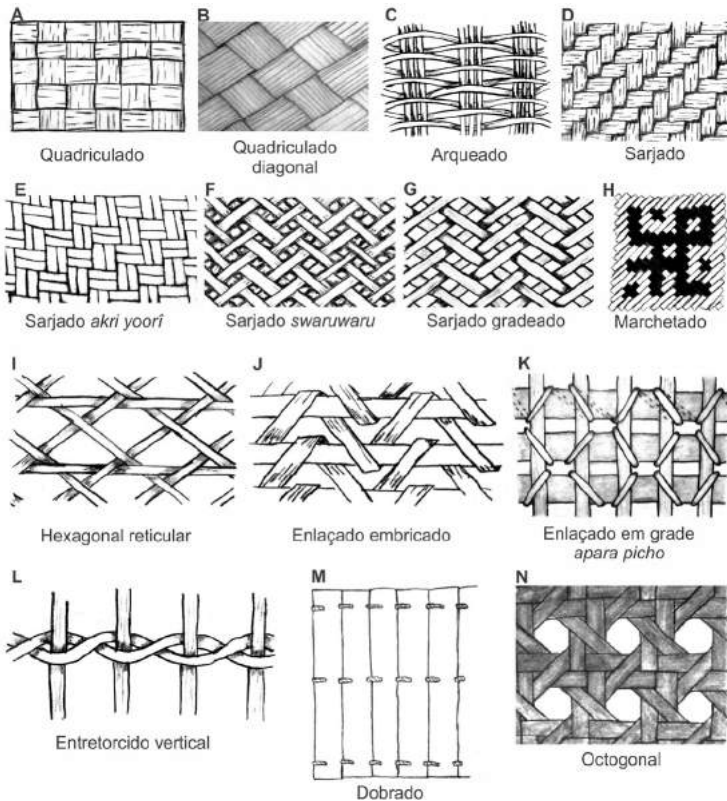 A
B
C
D
Quadriculado
Quadriculado
diagonal
Arqueado
Sarjado
E
F
G
H
Sarjado akri yoorî
Sarjado swaruwaru
Sarjado gradeado
Marchetado
I
J
K
Hexagonal reticular
Enlaçado embricado
Enlaçado em grade
apara picho
L
M
N
Entretorcido vertical
Dobrado
Octogonal